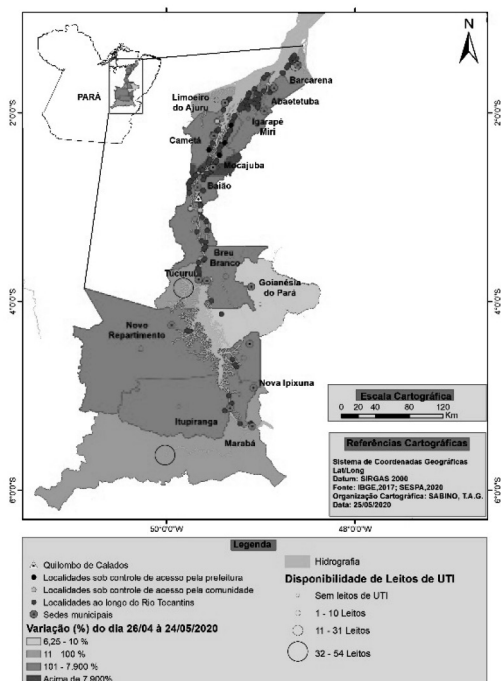 N
PARÁ
Barcarena
Limoeiro
do Ajuru
Abaetetuba
Igarapé
Miri
Cametá
Mocajuba
Baião
Breu
Branco
Tucuruí
Goianésia
do Pará
Novo
Repartimento
Nova Ipixuna
Itupiranga
Marabá
2°0'0"S
4°0'0"S
6°0'0"S
50°0'0"W
48°0'0"W
Escala Cartográfica
0 20 40 80 120
Km
Referências Cartográficas
Sistema de Coordenadas Geográficas
Lat/Long
Datum: SIRGAS 2000
Fonte: IBGE,2017; SESPA,2020
Organização Cartográfica: SABINO, T.A.G.
Data: 25/05/2020
Legenda
Quilombo de Calados
Localidades sob controle de acesso pela prefeitura
Localidades sob controle de acesso pela comunidade
Localidades ao longo do Rio Tocantins
Sedes municipais
Variação (%) do dia 26/04 à 24/05/2020
6,25 - 10 %
11 - 100 %
101 - 7.900 %
Acima de 7.900%
Hidrografia
Disponibilidade de Leitos de UTI
Sem leitos de UTI
1 - 10 Leitos
11 - 31 Leitos
32 - 54 Leitos